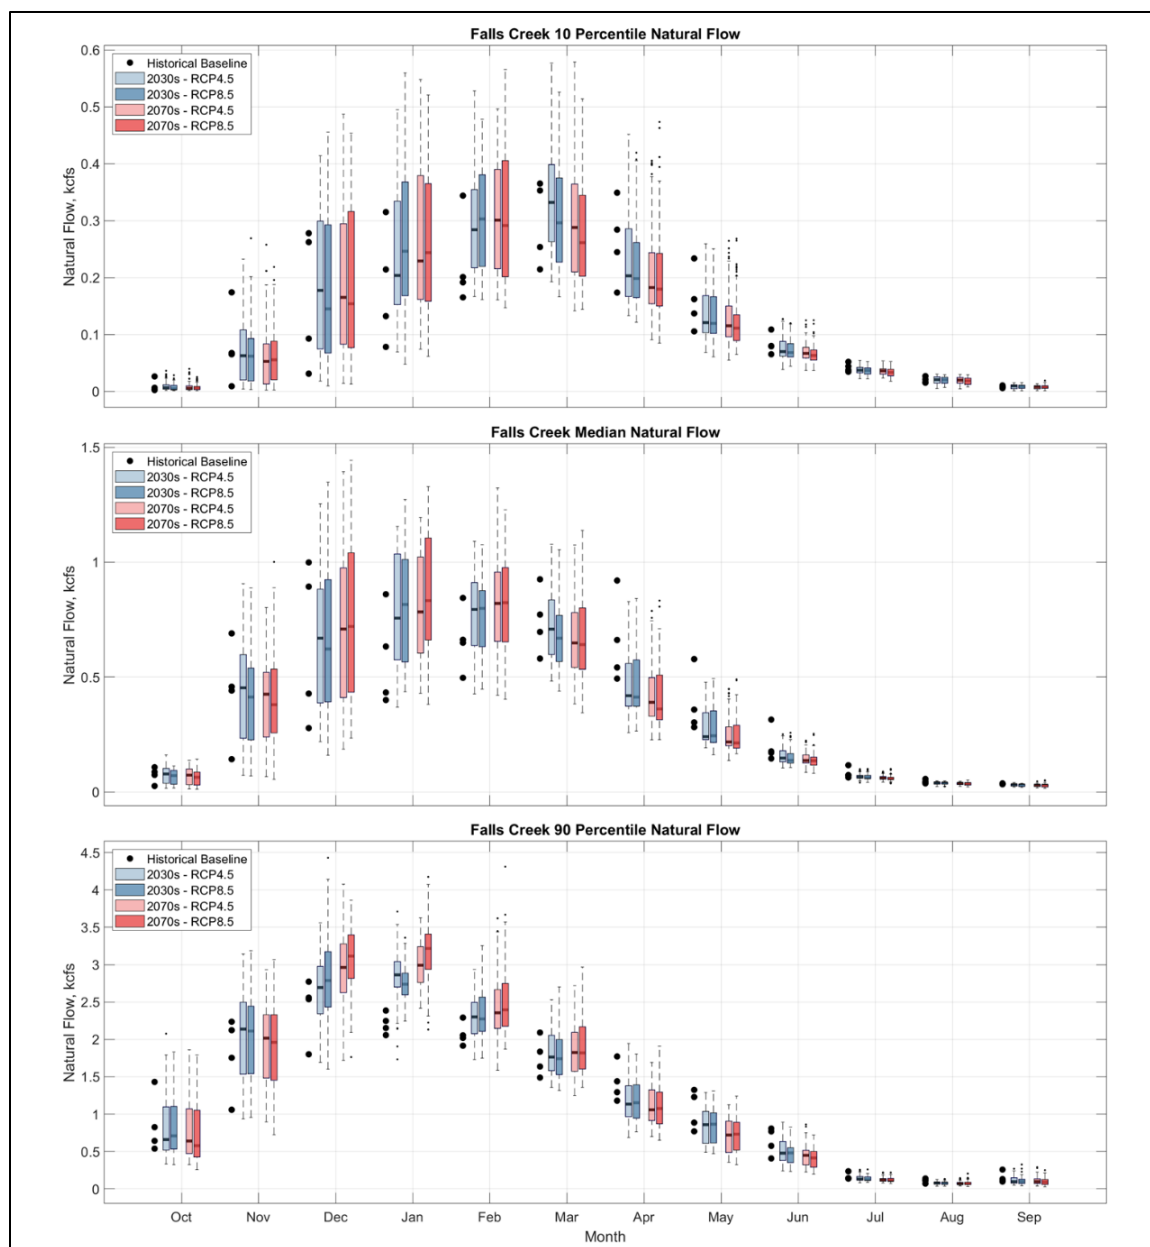 Falls Creek 10 Percentile Natural Flow
Natural Flow, kcfs
0.6
0.5
0.4
0.3
0.2
0.1
0
Historical Baseline
2030s - RCP4.5
2030s - RCP8.5
2070s - RCP4.5
2070s - RCP8.5
Falls Creek Median Natural Flow
Natural Flow, kcfs
1.5
1
0.5
0
Historical Baseline
2030s - RCP4.5
2030s - RCP8.5
2070s - RCP4.5
2070s - RCP8.5
Falls Creek 90 Percentile Natural Flow
Natural Flow, kcfs
4.5
4
3.5
3
2.5
2
1.5
1
0.5
0
Historical Baseline
2030s - RCP4.5
2030s - RCP8.5
2070s - RCP4.5
2070s - RCP8.5
Oct Nov Dec Jan Feb Mar Apr May Jun Jul Aug Sep
Month